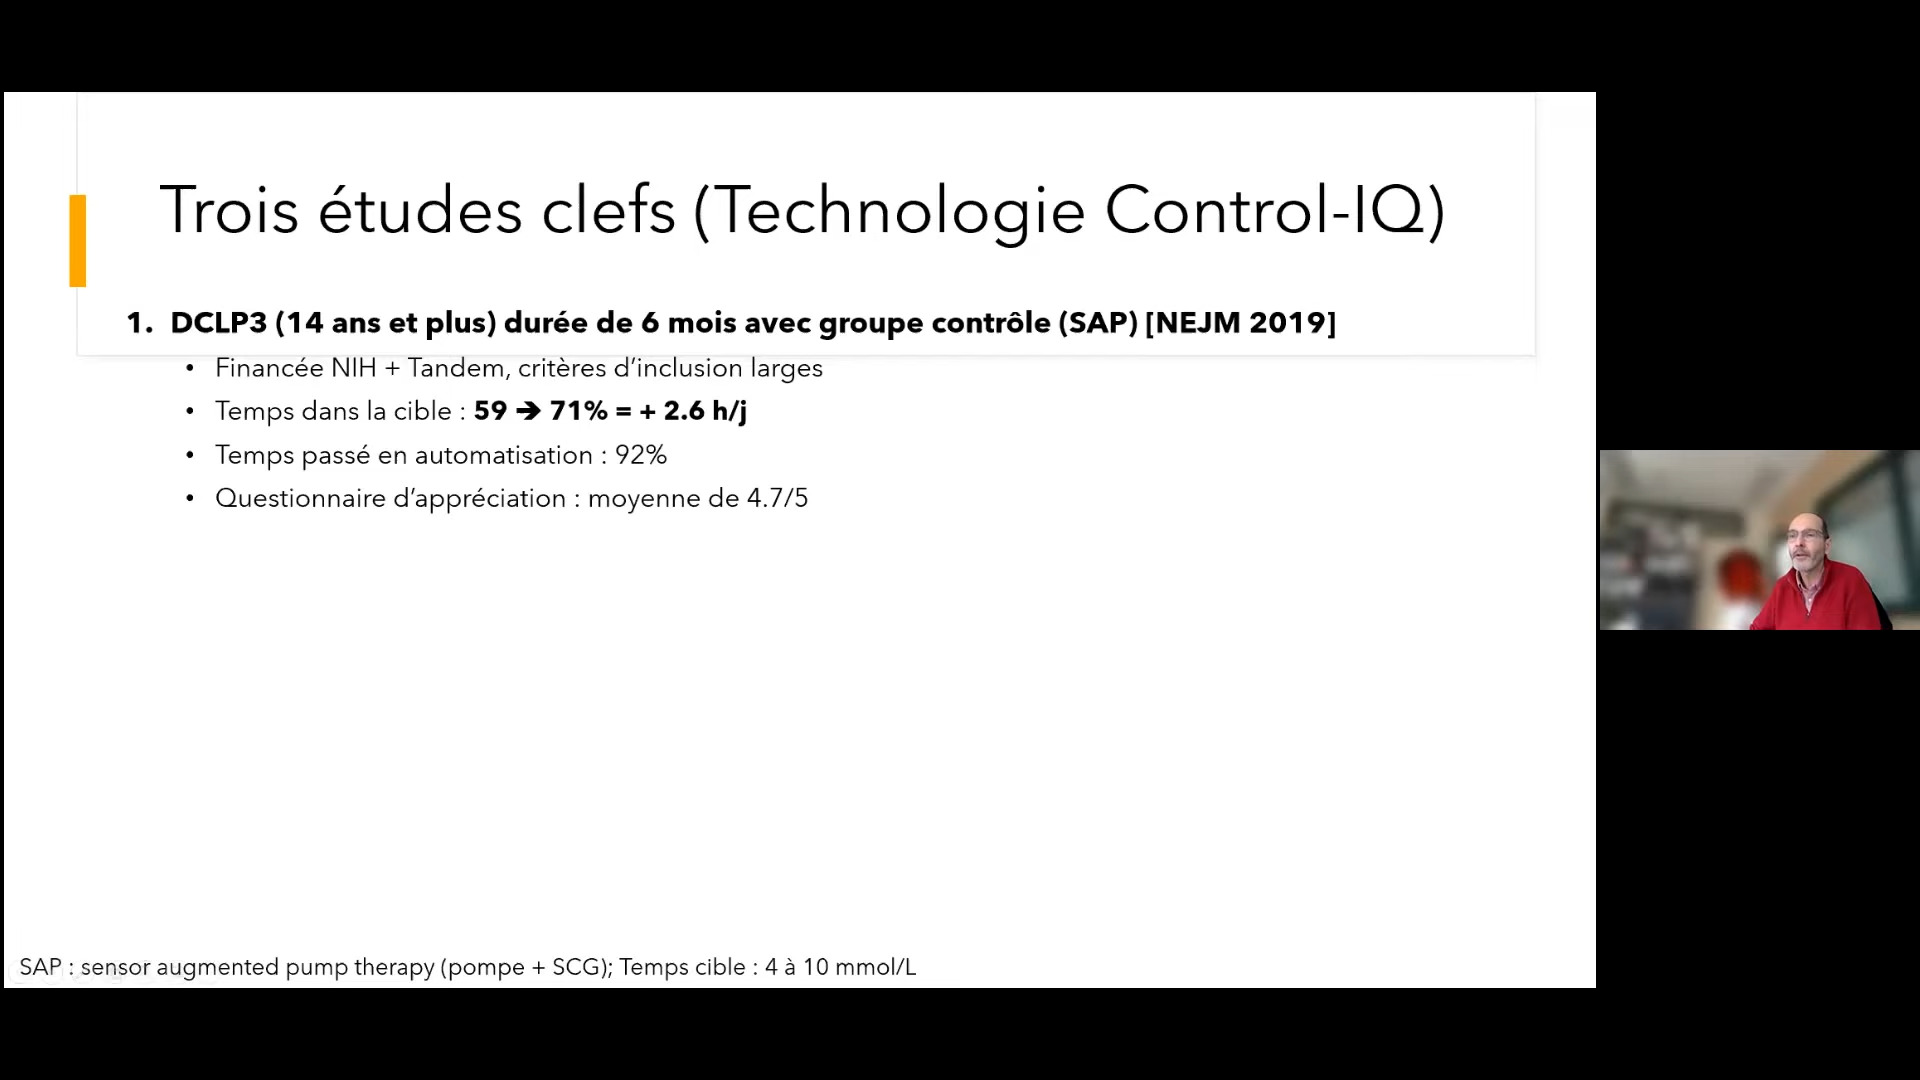 Trois études clefs (Technologie Control-IQ)
1. DCLP3 (14 ans et plus) durée de 6 mois avec groupe contrôle (SAP) [NEJM 2019]
• Financée NIH + Tandem, critères d’inclusion larges
• Temps dans la cible : 59 ➔ 71% = + 2.6 h/j
• Temps passé en automatisation : 92%
• Questionnaire d’appréciation : moyenne de 4.7/5
SAP : sensor augmented pump therapy (pompe + SCG); Temps cible : 4 à 10 mmol/L